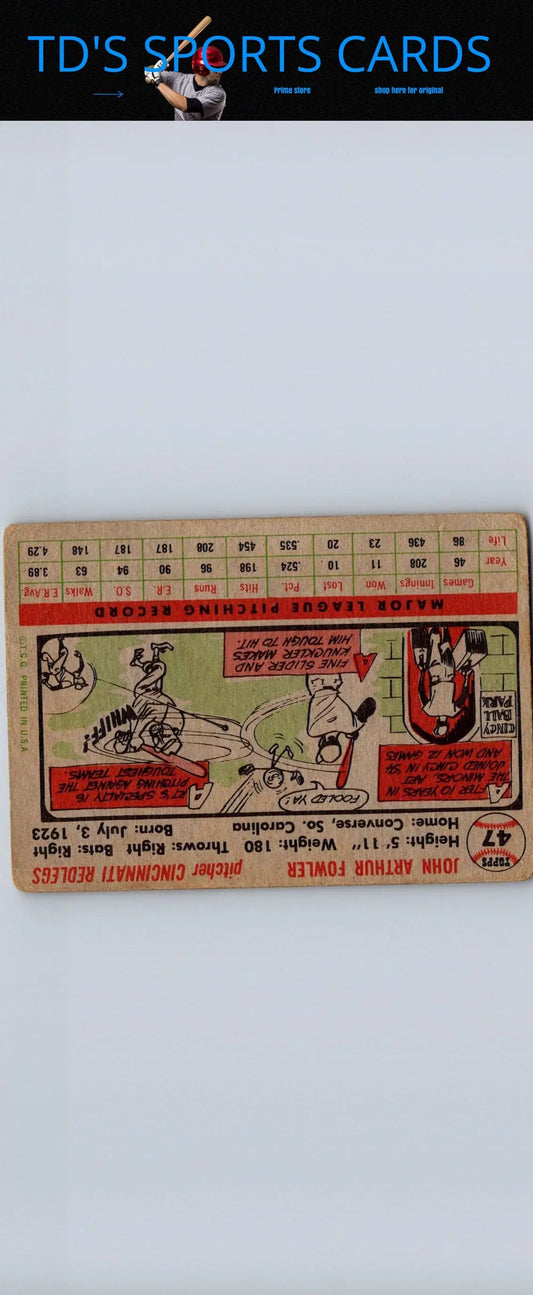 TD'S SPORTS CARDS
Prime store
shop here for original
TOPPS
47
JOHN ARTHUR FOWLER
pitcher CINCINNATI REDLEGS
Height: 5' 11" Weight: 180 Throws: Right Bats: Right
Home: Converse, So. Carolina
Born: July 3, 1923
AFTER 10 YEARS IN
THE MINORS, ART
JOINED CINCY IN '54
AND WON 12 GAMES
CINCY
BALL
PARK
FOOLED YA!
FINE SLIDER AND
KNUCKLER MAKES
HIM TOUGH TO HIT.
ART'S SPECIALTY IS
PITCHING AGAINST THE
TOUGHEST TEAMS.
WHIFF!
MAJOR LEAGUE PITCHING RECORD
Games Innings Won Lost Pct. Hits Runs E.R. S.O. Walks E.R.Avg
Year 46 208 11 10 .524 198 96 90 94 63 3.89
Life 86 436 23 20 .535 454 208 187 187 148 4.29
©T.C.G. PRINTED IN U.S.A.